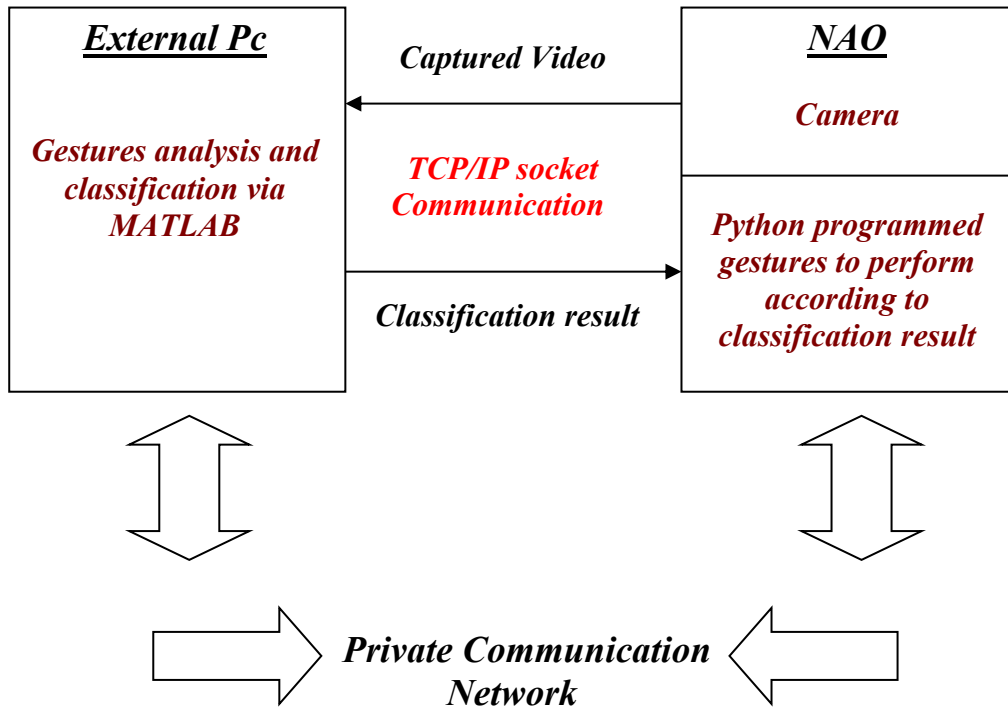 External Pc
Gestures analysis and
classification via
MATLAB
Captured Video
TCP/IP socket
Communication
Classification result
NAO
Camera
Python programmed
gestures to perform
according to
classification result
Private Communication
Network